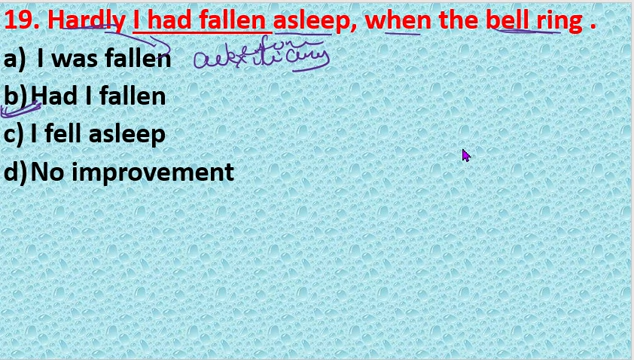 19. Hardly I had fallen asleep, when the bell ring .
a) I was fallen
b) Had I fallen
c) I fell asleep
d) No improvement